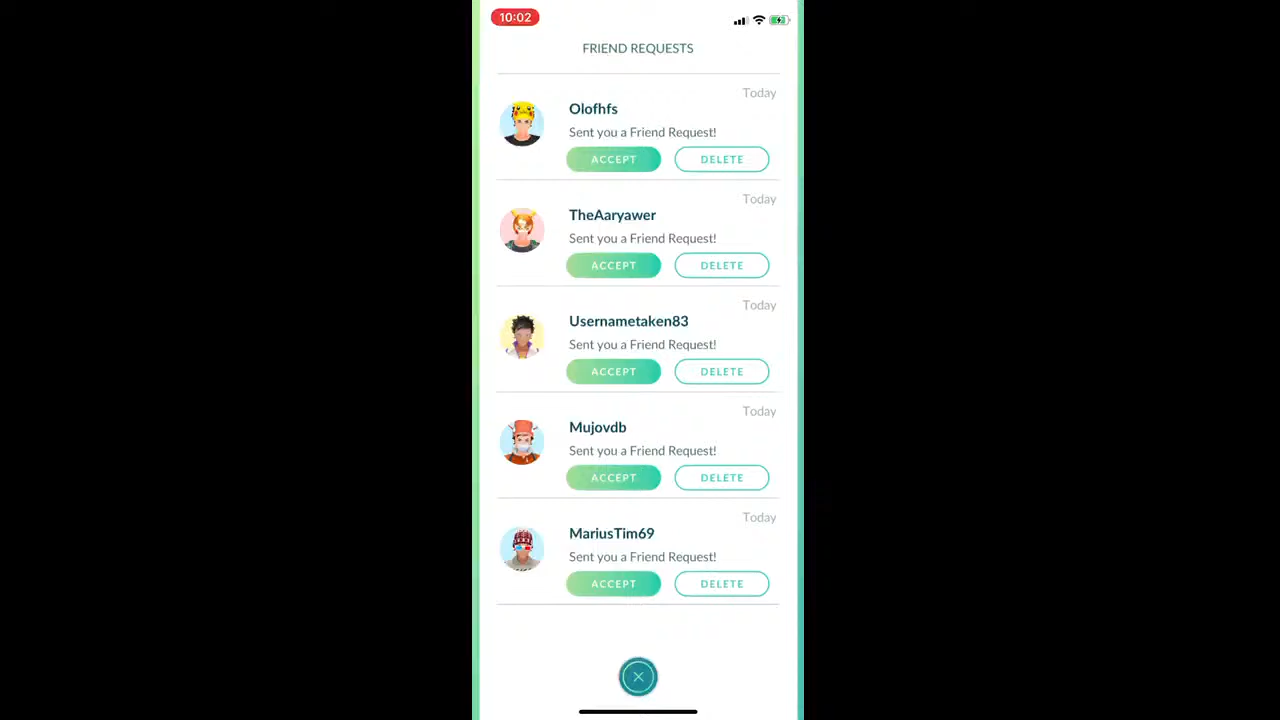 10:02
FRIEND REQUESTS
Today
Olofhfs
Sent you a Friend Request!
ACCEPT DELETE
Today
TheAaryawer
Sent you a Friend Request!
ACCEPT DELETE
Today
Usernametaken83
Sent you a Friend Request!
ACCEPT DELETE
Today
Mujovdb
Sent you a Friend Request!
ACCEPT DELETE
Today
MariusTim69
Sent you a Friend Request!
ACCEPT DELETE